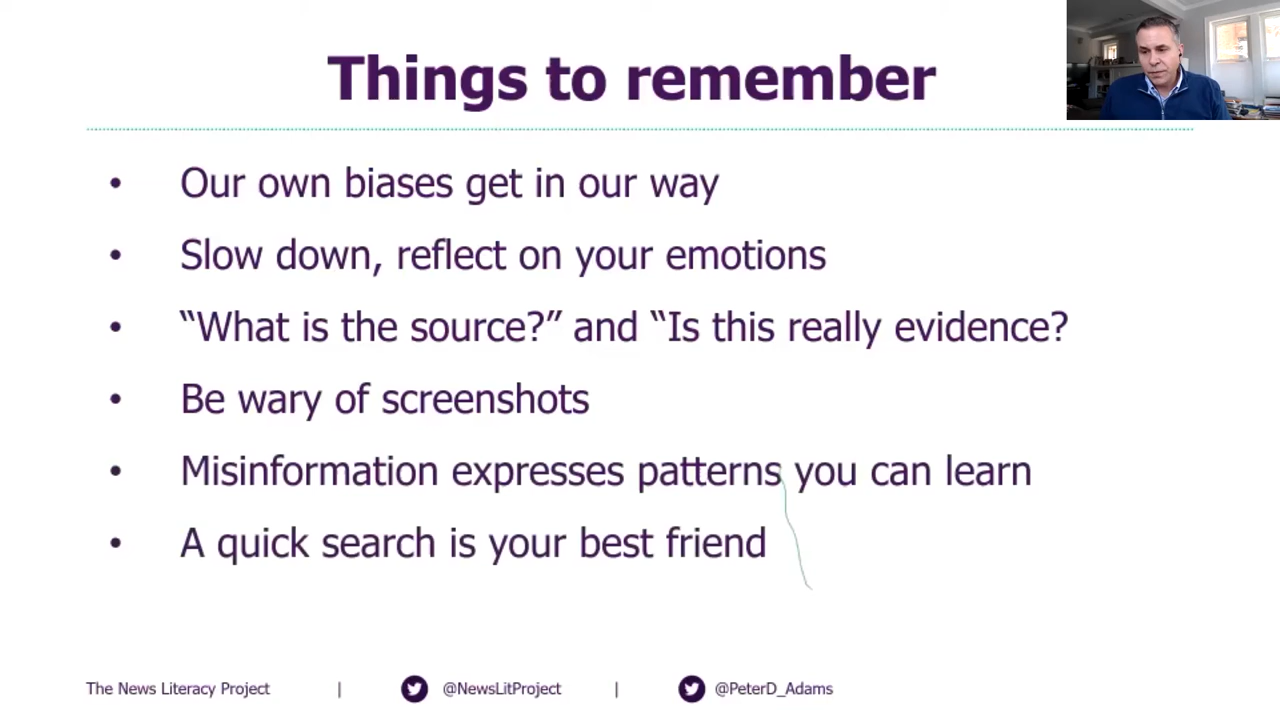 Things to remember
• Our own biases get in our way
• Slow down, reflect on your emotions
• “What is the source?” and “Is this really evidence?
• Be wary of screenshots
• Misinformation expresses patterns you can learn
• A quick search is your best friend
The News Literacy Project | @NewsLitProject | @PeterD_Adams